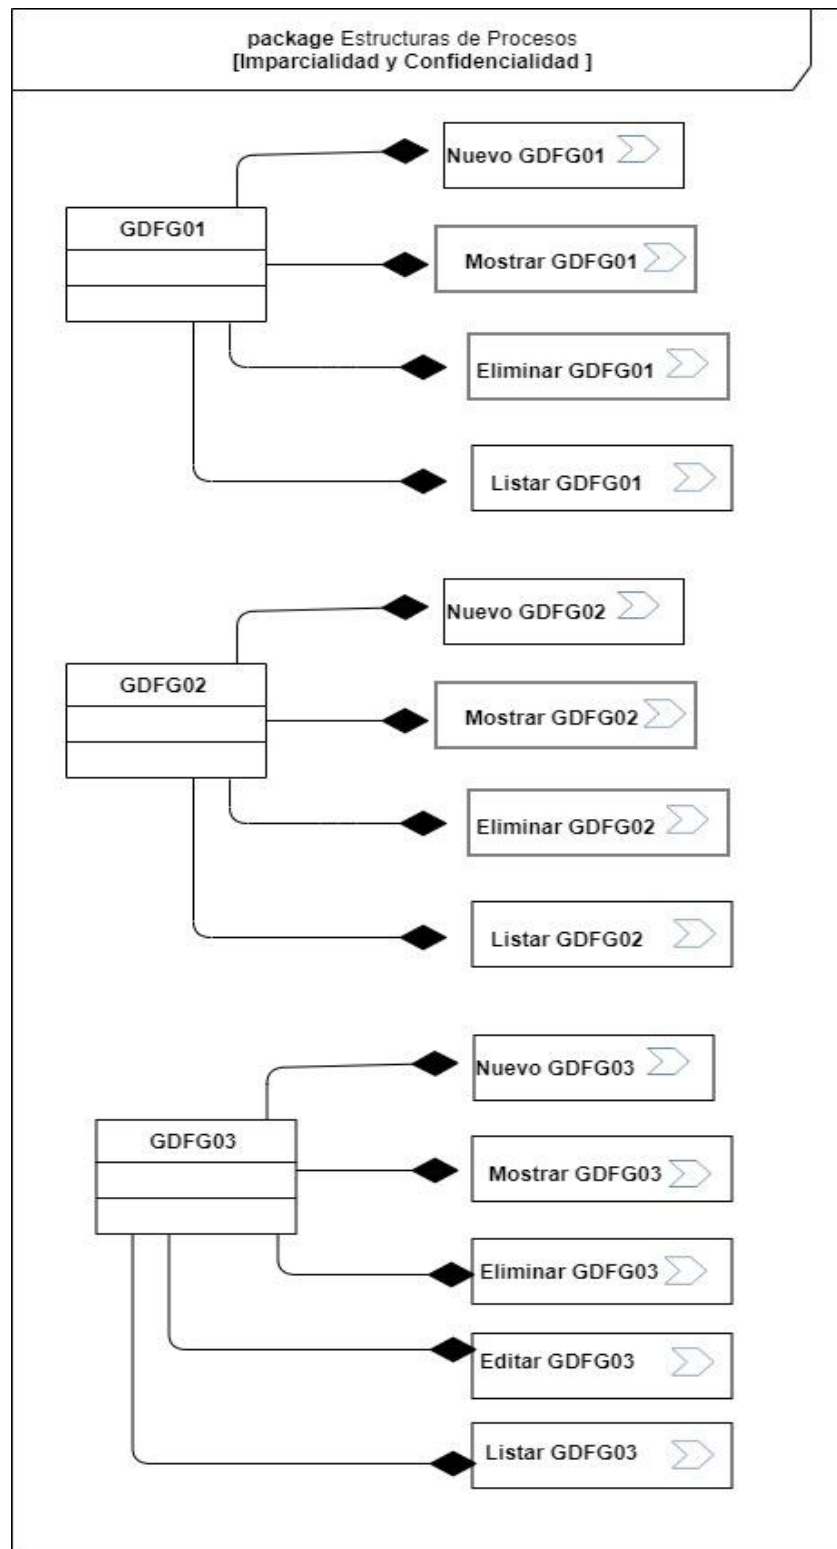 package Estructuras de Procesos
[Imparcialidad y Confidencialidad ]
Nuevo GDFG01
GDFG01
Mostrar GDFG01
Eliminar GDFG01
Listar GDFG01
Nuevo GDFG02
GDFG02
Mostrar GDFG02
Eliminar GDFG02
Listar GDFG02
Nuevo GDFG03
GDFG03
Mostrar GDFG03
Eliminar GDFG03
Editar GDFG03
Listar GDFG03